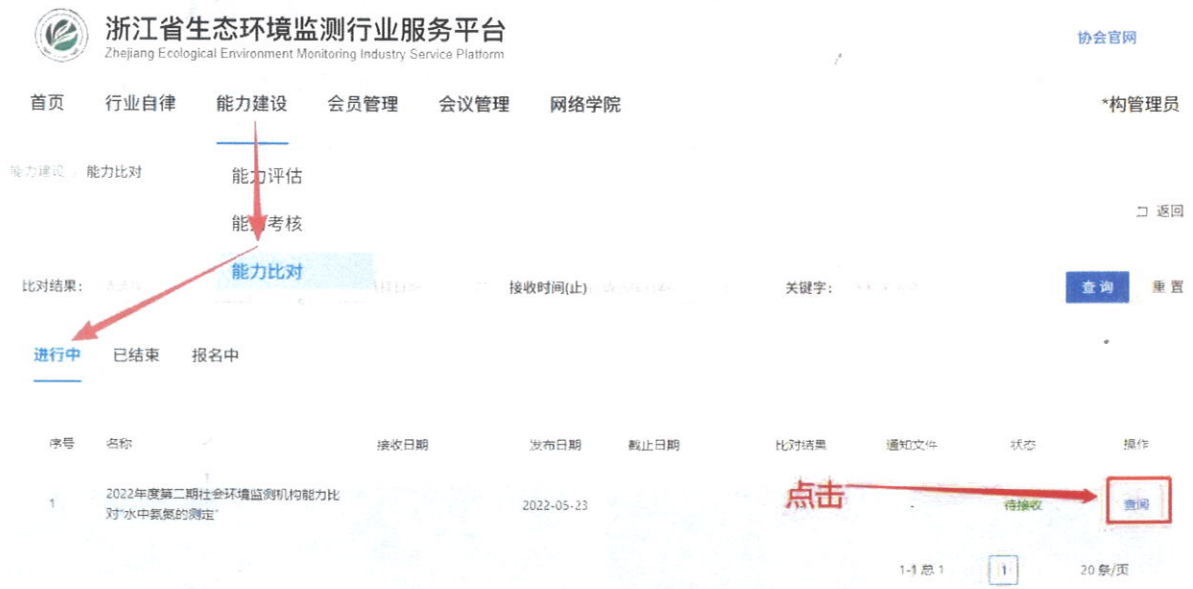 浙江省生态环境监测行业服务平台
Zhejiang Ecological Environment Monitoring Industry Service Platform
协会官网
首页 行业自律 能力建设 会员管理 会议管理 网络学院 *构管理员
能力建设 能力比对
能力评估
返回
能力考核
能力比对
比对结果: 接收时间(止): 关键字: 查询 重置
进行中 已结束 报名中
序号 名称 接收日期 发布日期 截止日期 比对结果 通知文件 状态 操作
1 2022年度第二期社会环境监测机构能力比 2022-05-23 点击 - 待接收 查阅
对"水中氨氮的测定"
1-1 总 1 1 20 条/页